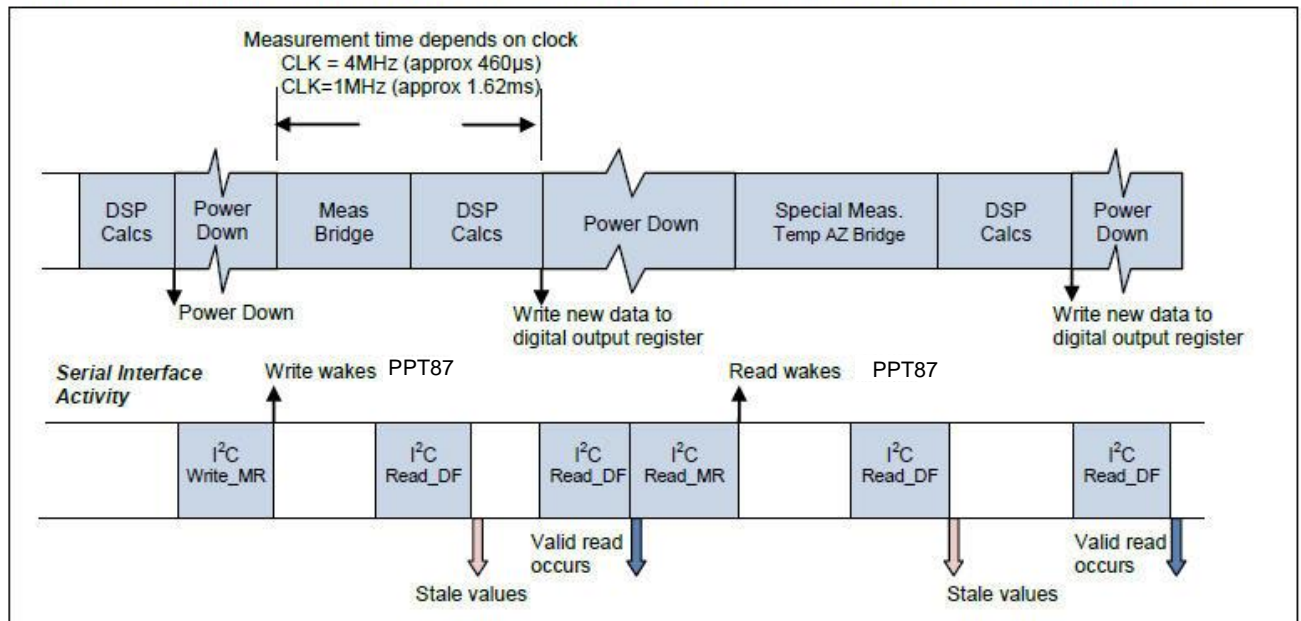 Measurement time depends on clock
CLK = 4MHz (approx 460µs)
CLK=1MHz (approx 1.62ms)
DSP
Calcs
Power
Down
Meas
Bridge
DSP
Calcs
Power Down
Special Meas.
Temp AZ Bridge
DSP
Calcs
Power
Down
Power Down
Write new data to
digital output register
Write new data to
digital output register
Serial Interface
Activity
Write wakes PPT87
Read wakes PPT87
I²C
Write_MR
I²C
Read_DF
I²C
Read_DF
I²C
Read_MR
I²C
Read_DF
I²C
Read_DF
Stale values
Valid read
occurs
Stale values
Valid read
occurs